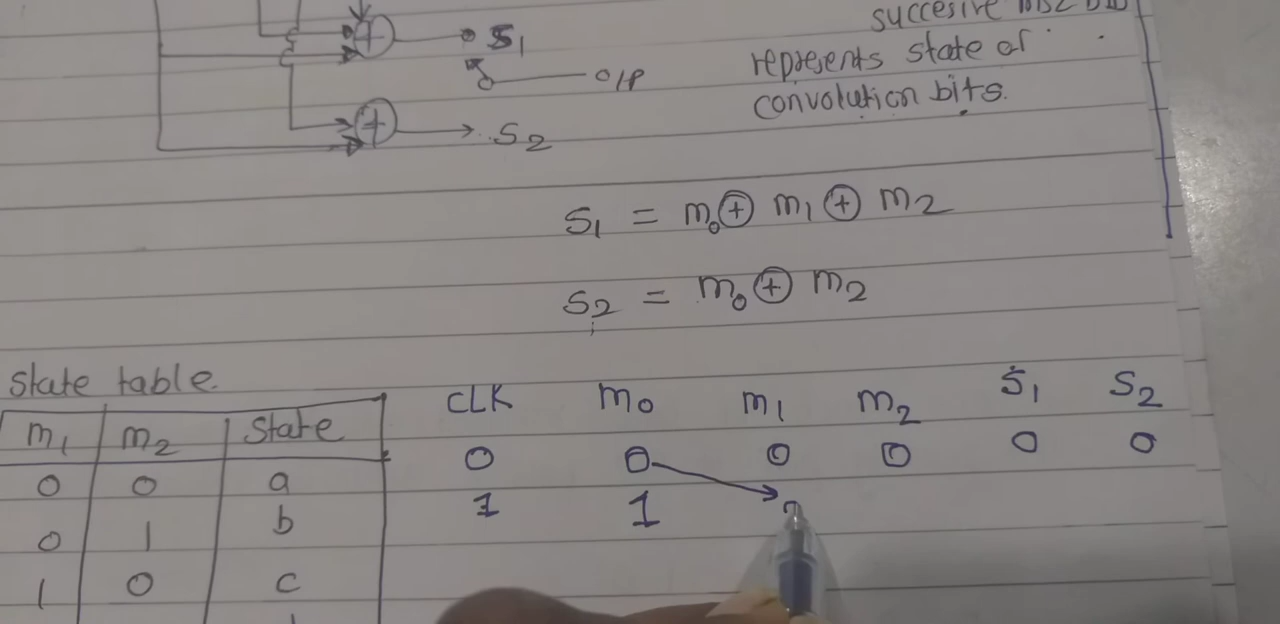 succesive
S1
represents state of
O/P
convolution bits.
S2
S1 = m0 ⊕ m1 ⊕ m2
S2 = m0 ⊕ m2
state table.
m1 m2 state
0 0 a
0 1 b
1 0 c
CLK m0 m1 m2 S1 S2
0 0 0 0 0 0
1 1